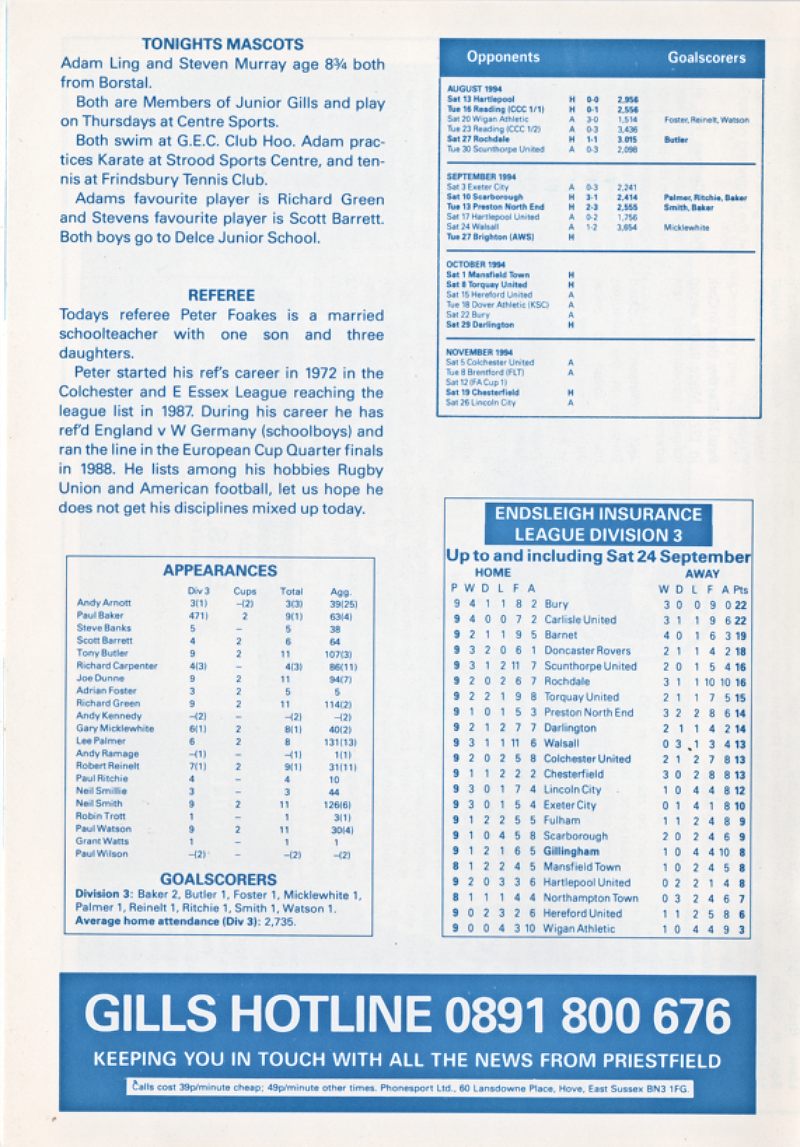 TONIGHTS MASCOTS
Adam Ling and Steven Murray age 8¾ both
from Borstal.
Both are Members of Junior Gills and play
on Thursdays at Centre Sports.
Both swim at G.E.C. Club Hoo. Adam prac-
tices Karate at Strood Sports Centre, and ten-
nis at Frindsbury Tennis Club.
Adams favourite player is Richard Green
and Stevens favourite player is Scott Barrett.
Both boys go to Delce Junior School.
REFEREE
Todays referee Peter Foakes is a married
schoolteacher with one son and three
daughters.
Peter started his ref's career in 1972 in the
Colchester and E Essex League reaching the
league list in 1987. During his career he has
ref'd England v W Germany (schoolboys) and
ran the line in the European Cup Quarter finals
in 1988. He lists among his hobbies Rugby
Union and American football, let us hope he
does not get his disciplines mixed up today.
APPEARANCES
Div 3 Cups Total Agg.
Andy Arnott 3(1) –(2) 3(3) 39(25)
Paul Baker 471) 2 9(1) 63(4)
Steve Banks 5 – 5 38
Scott Barrett 4 2 6 64
Tony Butler 9 2 11 107(3)
Richard Carpenter 4(3) – 4(3) 86(11)
Joe Dunne 9 2 11 94(7)
Adrian Foster 3 2 5 5
Richard Green 9 2 11 114(2)
Andy Kennedy –(2) – –(2) –(2)
Gary Micklewhite 6(1) 2 8(1) 40(2)
Lee Palmer 6 2 8 131(13)
Andy Ramage –(1) – –(1) 1(1)
Robert Reinelt 7(1) 2 9(1) 31(11)
Paul Ritchie 4 – 4 10
Neil Smillie 3 – 3 44
Neil Smith 9 2 11 126(6)
Robin Trott 1 – 1 3(1)
Paul Watson 9 2 11 30(4)
Grant Watts 1 – 1 1
Paul Wilson –(2) – –(2) –(2)
GOALSCORERS
Division 3: Baker 2, Butler 1, Foster 1, Micklewhite 1,
Palmer 1, Reinelt 1, Ritchie 1, Smith 1, Watson 1.
Average home attendance (Div 3): 2,735.
Opponents Goalscorers
AUGUST 1994
Sat 13 Hartlepool H 0-0 2,956
Tue 16 Reading (CCC 1/1) H 0-1 2,556
Sat 20 Wigan Athletic A 3-0 1,514 Foster, Reinelt, Watson
Tue 23 Reading (CCC 1/2) A 0-3 3,436
Sat 27 Rochdale H 1-1 3.015 Butler
Tue 30 Scunthorpe United A 0-3 2,098
SEPTEMBER 1994
Sat 3 Exeter City A 0-3 2,241
Sat 10 Scarborough H 3-1 2,414 Palmer, Ritchie, Baker
Tue 13 Preston North End H 2-3 2,555 Smith, Baker
Sat 17 Hartlepool United A 0-2 1,756
Sat 24 Walsall A 1-2 3,654 Micklewhite
Tue 27 Brighton (AWS) H
OCTOBER 1994
Sat 1 Mansfield Town H
Sat 8 Torquay United H
Sat 15 Hereford United A
Tue 18 Dover Athletic (KSC) A
Sat 22 Bury A
Sat 29 Darlington H
NOVEMBER 1994
Sat 5 Colchester United A
Tue 8 Brentford (FLT) A
Sat 12 (FA Cup 1)
Sat 19 Chesterfield H
Sat 26 Lincoln City A
ENDSLEIGH INSURANCE
LEAGUE DIVISION 3
Up to and including Sat 24 September
HOME AWAY
P W D L F A W D L F A Pts
9 4 1 1 8 2 Bury 3 0 0 9 0 22
9 4 0 0 7 2 Carlisle United 3 1 1 9 6 22
9 2 1 1 9 5 Barnet 4 0 1 6 3 19
9 3 2 0 6 1 Doncaster Rovers 2 1 1 4 2 18
9 3 1 2 11 7 Scunthorpe United 2 0 1 5 4 16
9 2 0 2 6 7 Rochdale 3 1 1 10 10 16
9 2 2 1 9 8 Torquay United 2 1 1 7 5 15
9 1 0 1 5 3 Preston North End 3 2 2 8 6 14
9 2 1 2 7 7 Darlington 2 1 1 4 2 14
9 3 1 1 11 6 Walsall 0 3 1 3 4 13
9 2 0 2 5 8 Colchester United 2 1 2 7 8 13
9 1 1 2 2 2 Chesterfield 3 0 2 8 8 13
9 3 0 1 7 4 Lincoln City 1 0 4 4 8 12
9 3 0 1 5 4 Exeter City 0 1 4 1 8 10
9 1 2 2 5 5 Fulham 1 1 2 4 8 9
9 1 0 4 5 8 Scarborough 2 0 2 4 6 9
9 1 2 1 6 5 Gillingham 1 0 4 4 10 8
8 1 2 2 4 5 Mansfield Town 1 0 2 4 5 8
9 2 0 3 3 6 Hartlepool United 0 2 2 1 4 8
8 1 1 1 4 4 Northampton Town 0 3 2 4 6 7
9 0 2 3 2 6 Hereford United 1 1 2 5 8 6
9 0 0 4 3 10 Wigan Athletic 1 0 4 4 9 3
GILLS HOTLINE 0891 800 676
KEEPING YOU IN TOUCH WITH ALL THE NEWS FROM PRIESTFIELD
Calls cost 39p/minute cheap; 49p/minute other times. Phonesport Ltd., 60 Lansdowne Place, Hove, East Sussex BN3 1FG.